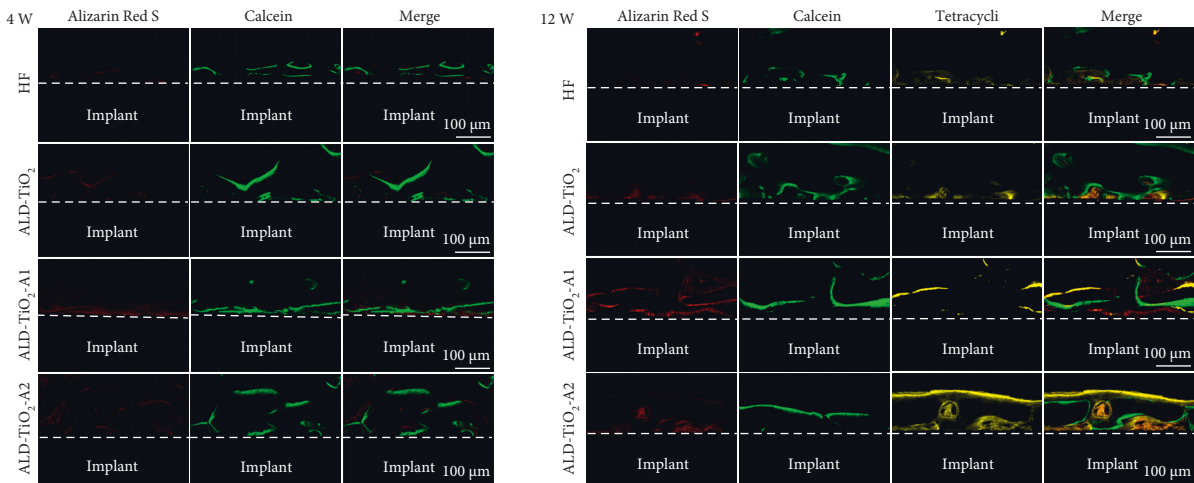 4 W Alizarin Red S Calcein Merge
HF Implant Implant Implant 100 μm
ALD-TiO₂ Implant Implant Implant 100 μm
ALD-TiO₂-A1 Implant Implant Implant 100 μm
ALD-TiO₂-A2 Implant Implant Implant 100 μm
12 W Alizarin Red S Calcein Tetracycli Merge
HF Implant Implant Implant Implant 100 μm
ALD-TiO₂ Implant Implant Implant Implant 100 μm
ALD-TiO₂-A1 Implant Implant Implant Implant 100 μm
ALD-TiO₂-A2 Implant Implant Implant Implant 100 μm